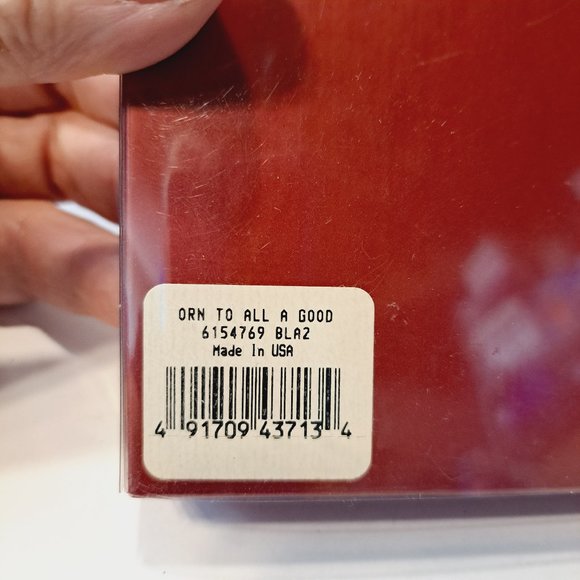 ORN TO ALL A GOOD
6154769 BLA2
Made In USA
4 91709 43713 4